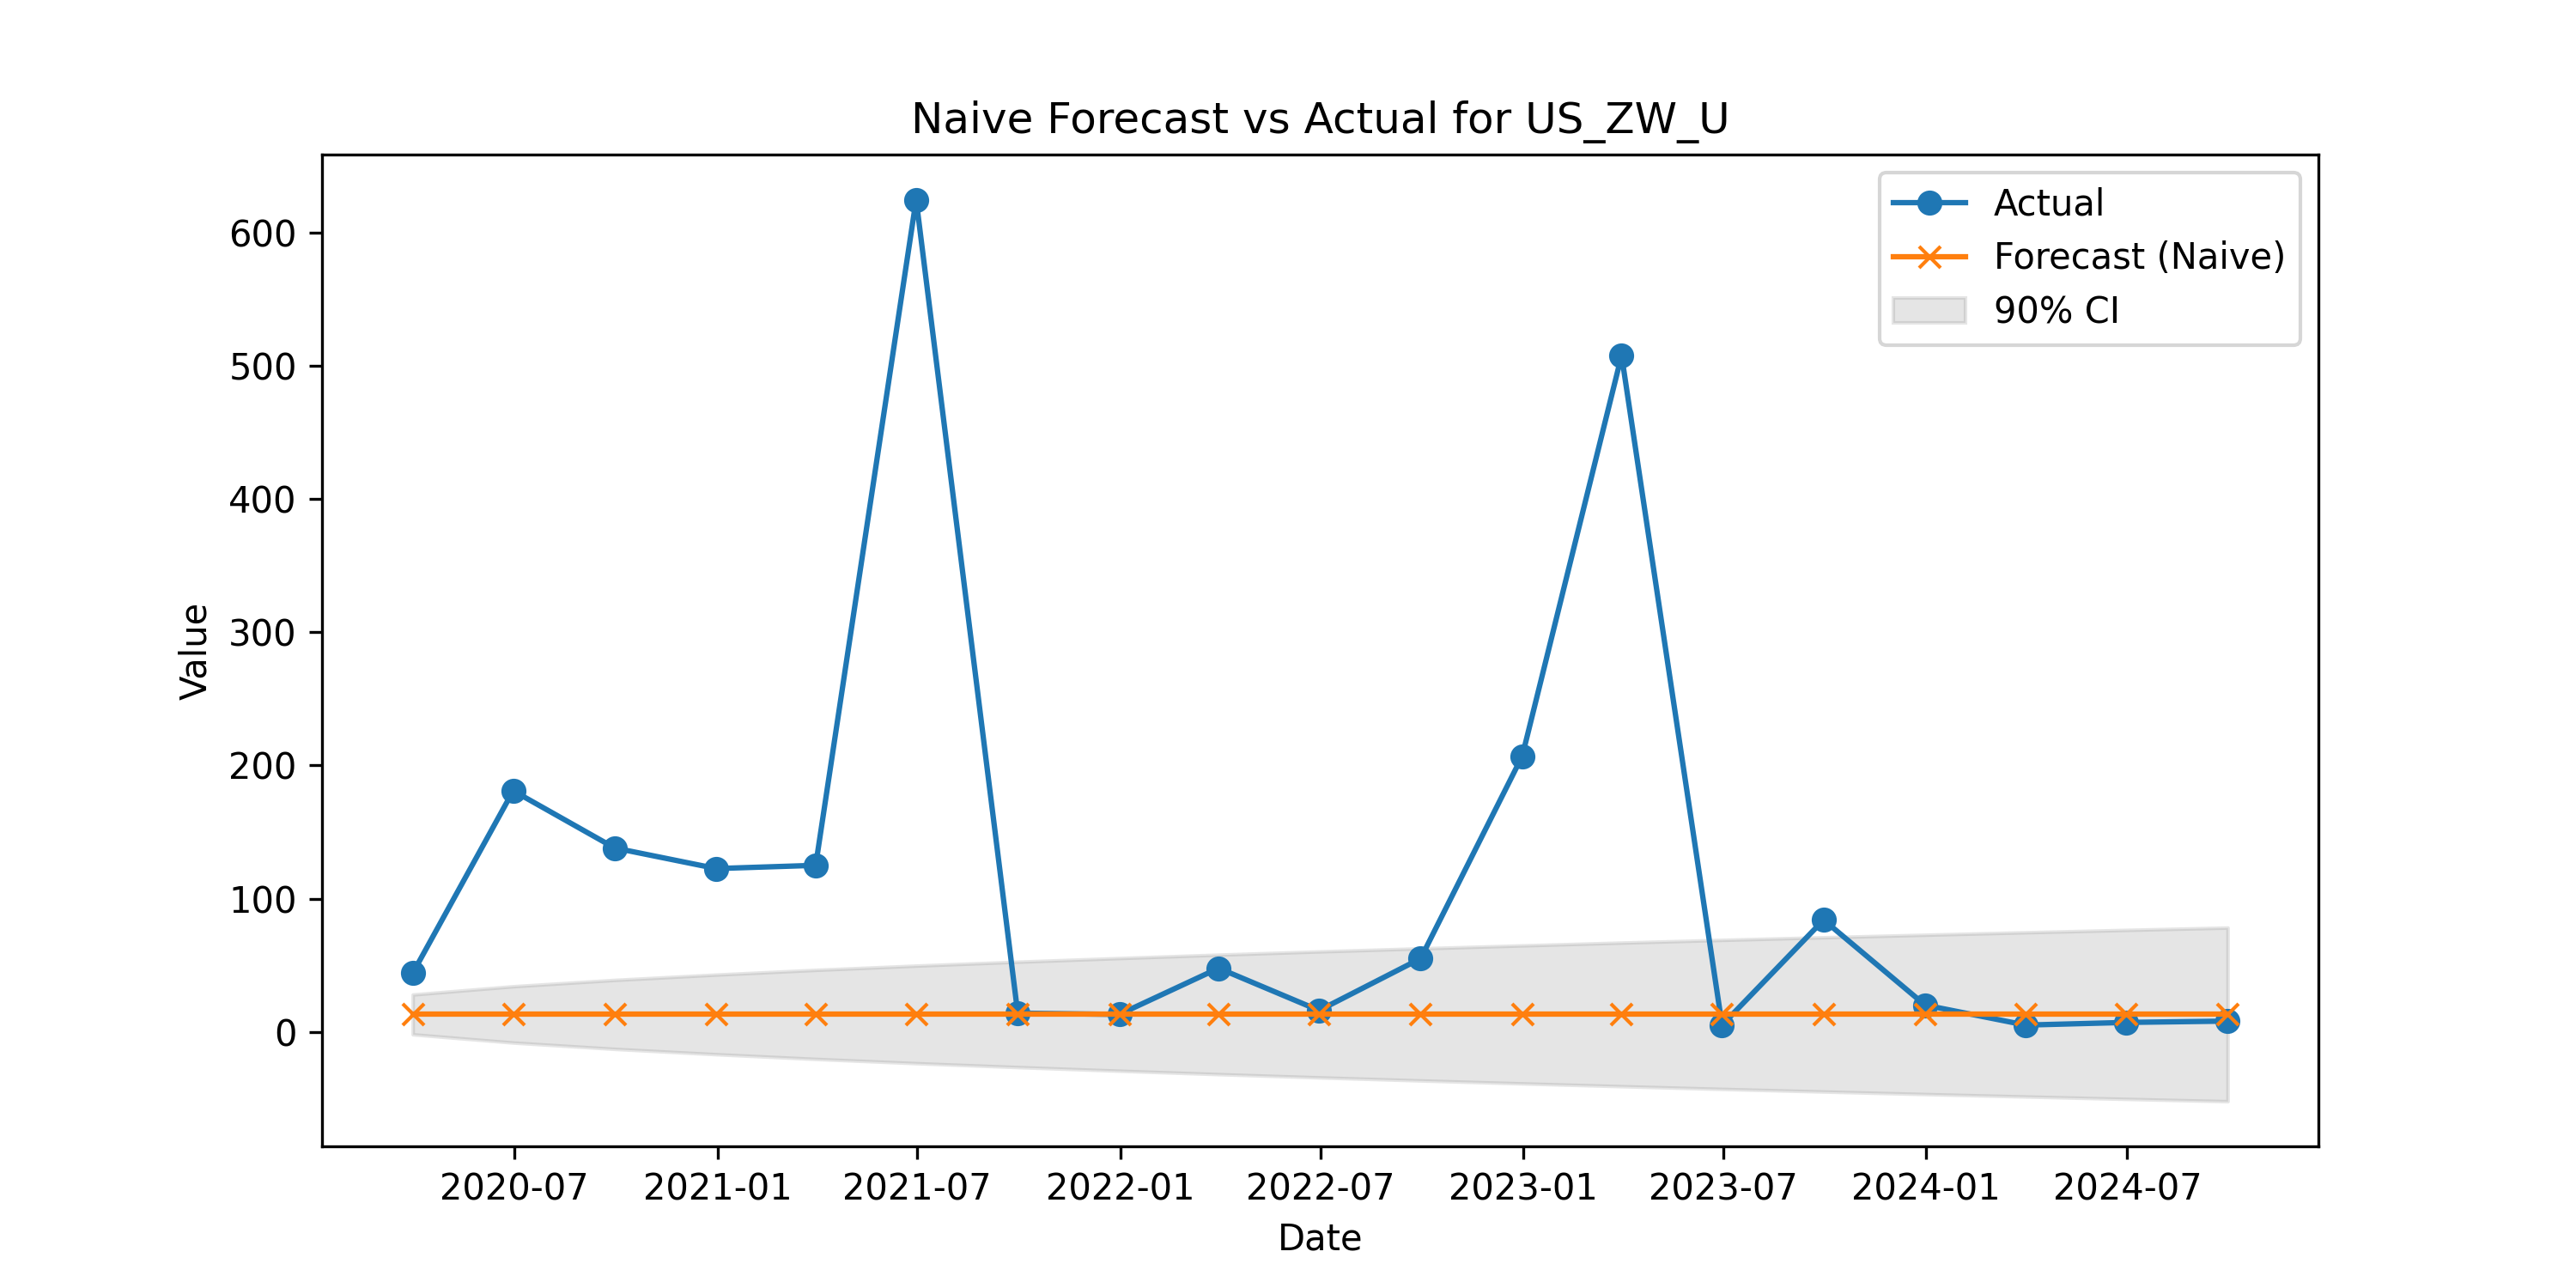 Naive Forecast vs Actual for US_ZW_U
Actual
Forecast (Naive)
90% CI
600
500
400
300
200
100
0
Value
2020-07 2021-01 2021-07 2022-01 2022-07 2023-01 2023-07 2024-01 2024-07
Date